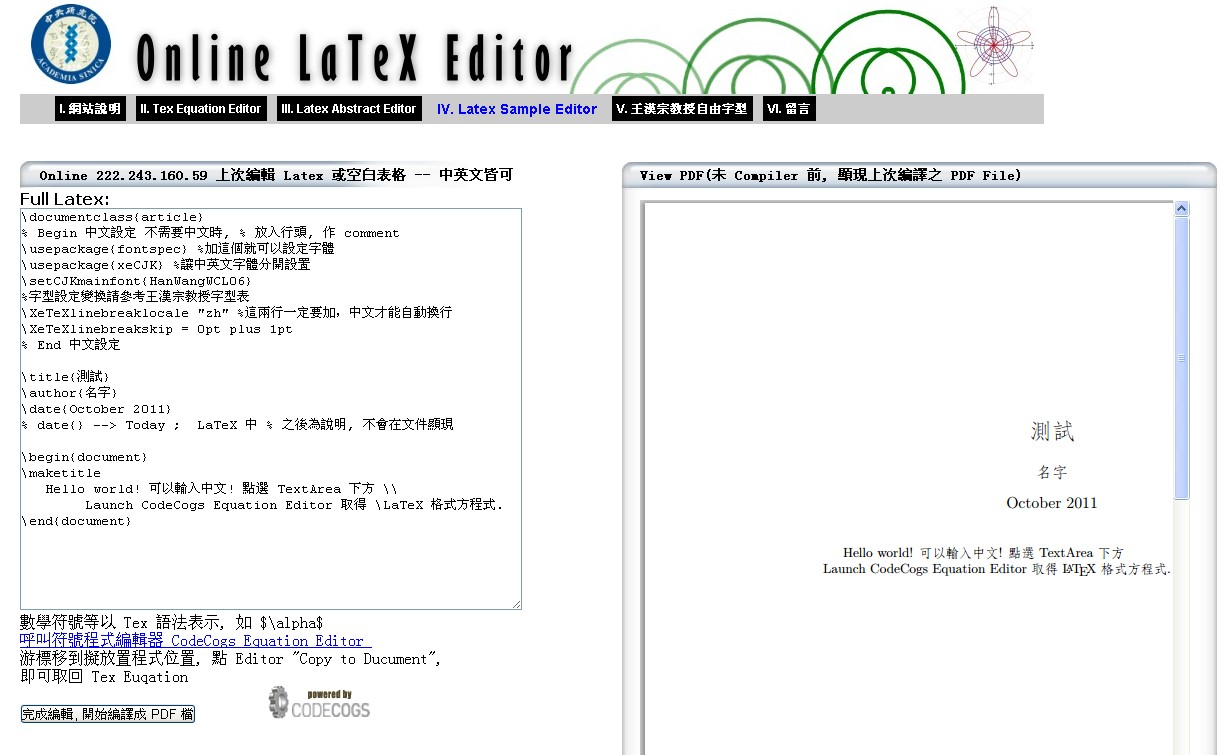 中央研究院
ACADEMIA SINICA
Online LaTeX Editor
I. 網站說明 II. Tex Equation Editor III. Latex Abstract Editor IV. Latex Sample Editor V. 王漢宗教授自由字型 VI. 留言
Online 222.243.160.59 上次編輯 Latex 或空白表格 -- 中英文皆可
Full Latex:
\documentclass{article}
% Begin 中文設定 不需要中文時, % 放入行頭, 作 comment
\usepackage{fontspec} %加這個就可以設定字體
\usepackage{xeCJK} %讓中英文字體分開設置
\setCJKmainfont{HanWangWCL06}
%字型設定變換請參考王漢宗教授字型表
\XeTeXlinebreaklocale "zh" %這兩行一定要加，中文才能自動換行
\XeTeXlinebreakskip = 0pt plus 1pt
% End 中文設定
\title{測試}
\author{名字}
\date{October 2011}
% date{} --> Today ; LaTeX 中 % 之後為說明, 不會在文件顯現
\begin{document}
\maketitle
Hello world! 可以輸入中文! 點選 TextArea 下方 \\
Launch CodeCogs Equation Editor 取得 \LaTeX 格式方程式.
\end{document}
數學符號等以 Tex 語法表示, 如 $\alpha$
呼叫符號程式編輯器 CodeCogs Equation Editor
游標移到擬放置程式位置, 點 Editor "Copy to Ducument",
即可取回 Tex Euqation
powered by
CODECOGS
完成編輯, 開始編譯成 PDF 檔
View PDF(未 Compiler 前, 顯現上次編譯之 PDF File)
測試
名字
October 2011
Hello world! 可以輸入中文! 點選 TextArea 下方
Launch CodeCogs Equation Editor 取得 LaTeX 格式方程式.